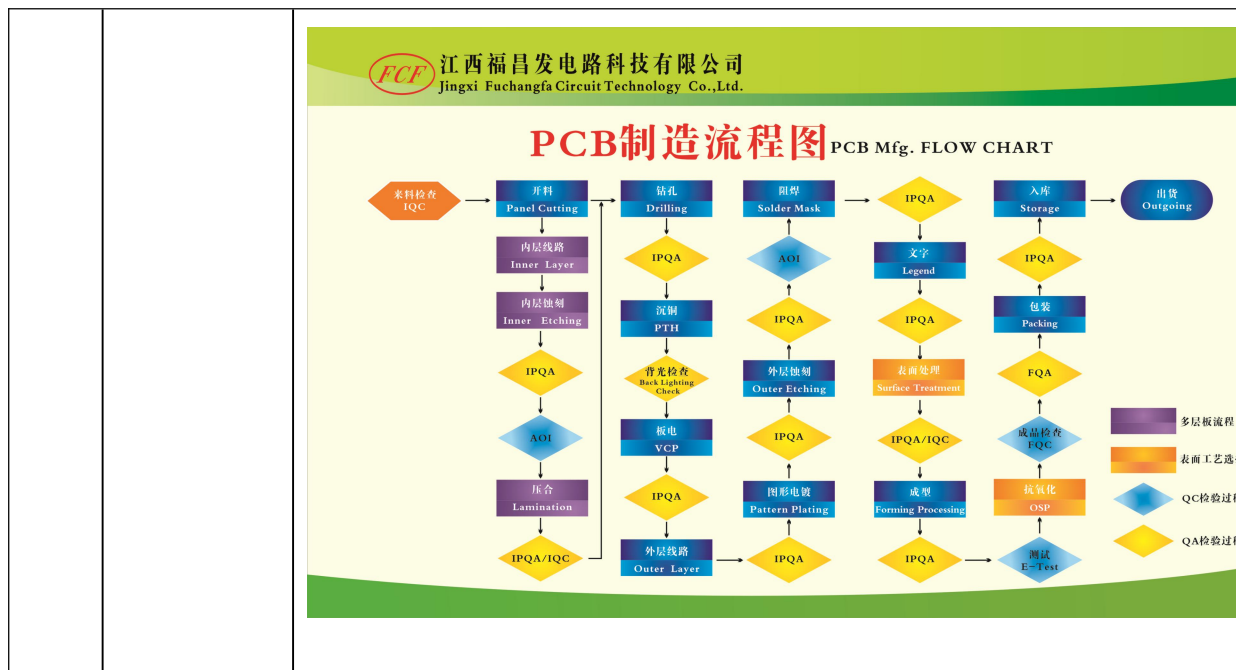 FCF
江西福昌发电路科技有限公司
Jingxi Fuchangfa Circuit Technology Co.,Ltd.
PCB制造流程图 PCB Mfg. FLOW CHART
来料检查
IQC
开料
Panel Cutting
内层线路
Inner Layer
内层蚀刻
Inner Etching
IPQA
AOI
压合
Lamination
IPQA/IQC
钻孔
Drilling
IPQA
沉铜
PTH
背光检查
Back Lighting
Check
板电
VCP
IPQA
外层线路
Outer Layer
IPQA
图形电镀
Pattern Plating
IPQA
外层蚀刻
Outer Etching
IPQA
AOI
阻焊
Solder Mask
IPQA
文字
Legend
IPQA
表面处理
Surface Treatment
IPQA/IQC
成型
Forming Processing
IPQA
测试
E-Test
抗氧化
OSP
成品检查
FQC
FQA
包装
Packing
IPQA
入库
Storage
出货
Outgoing
多层板流程
表面工艺选
QC检验过程
QA检验过程